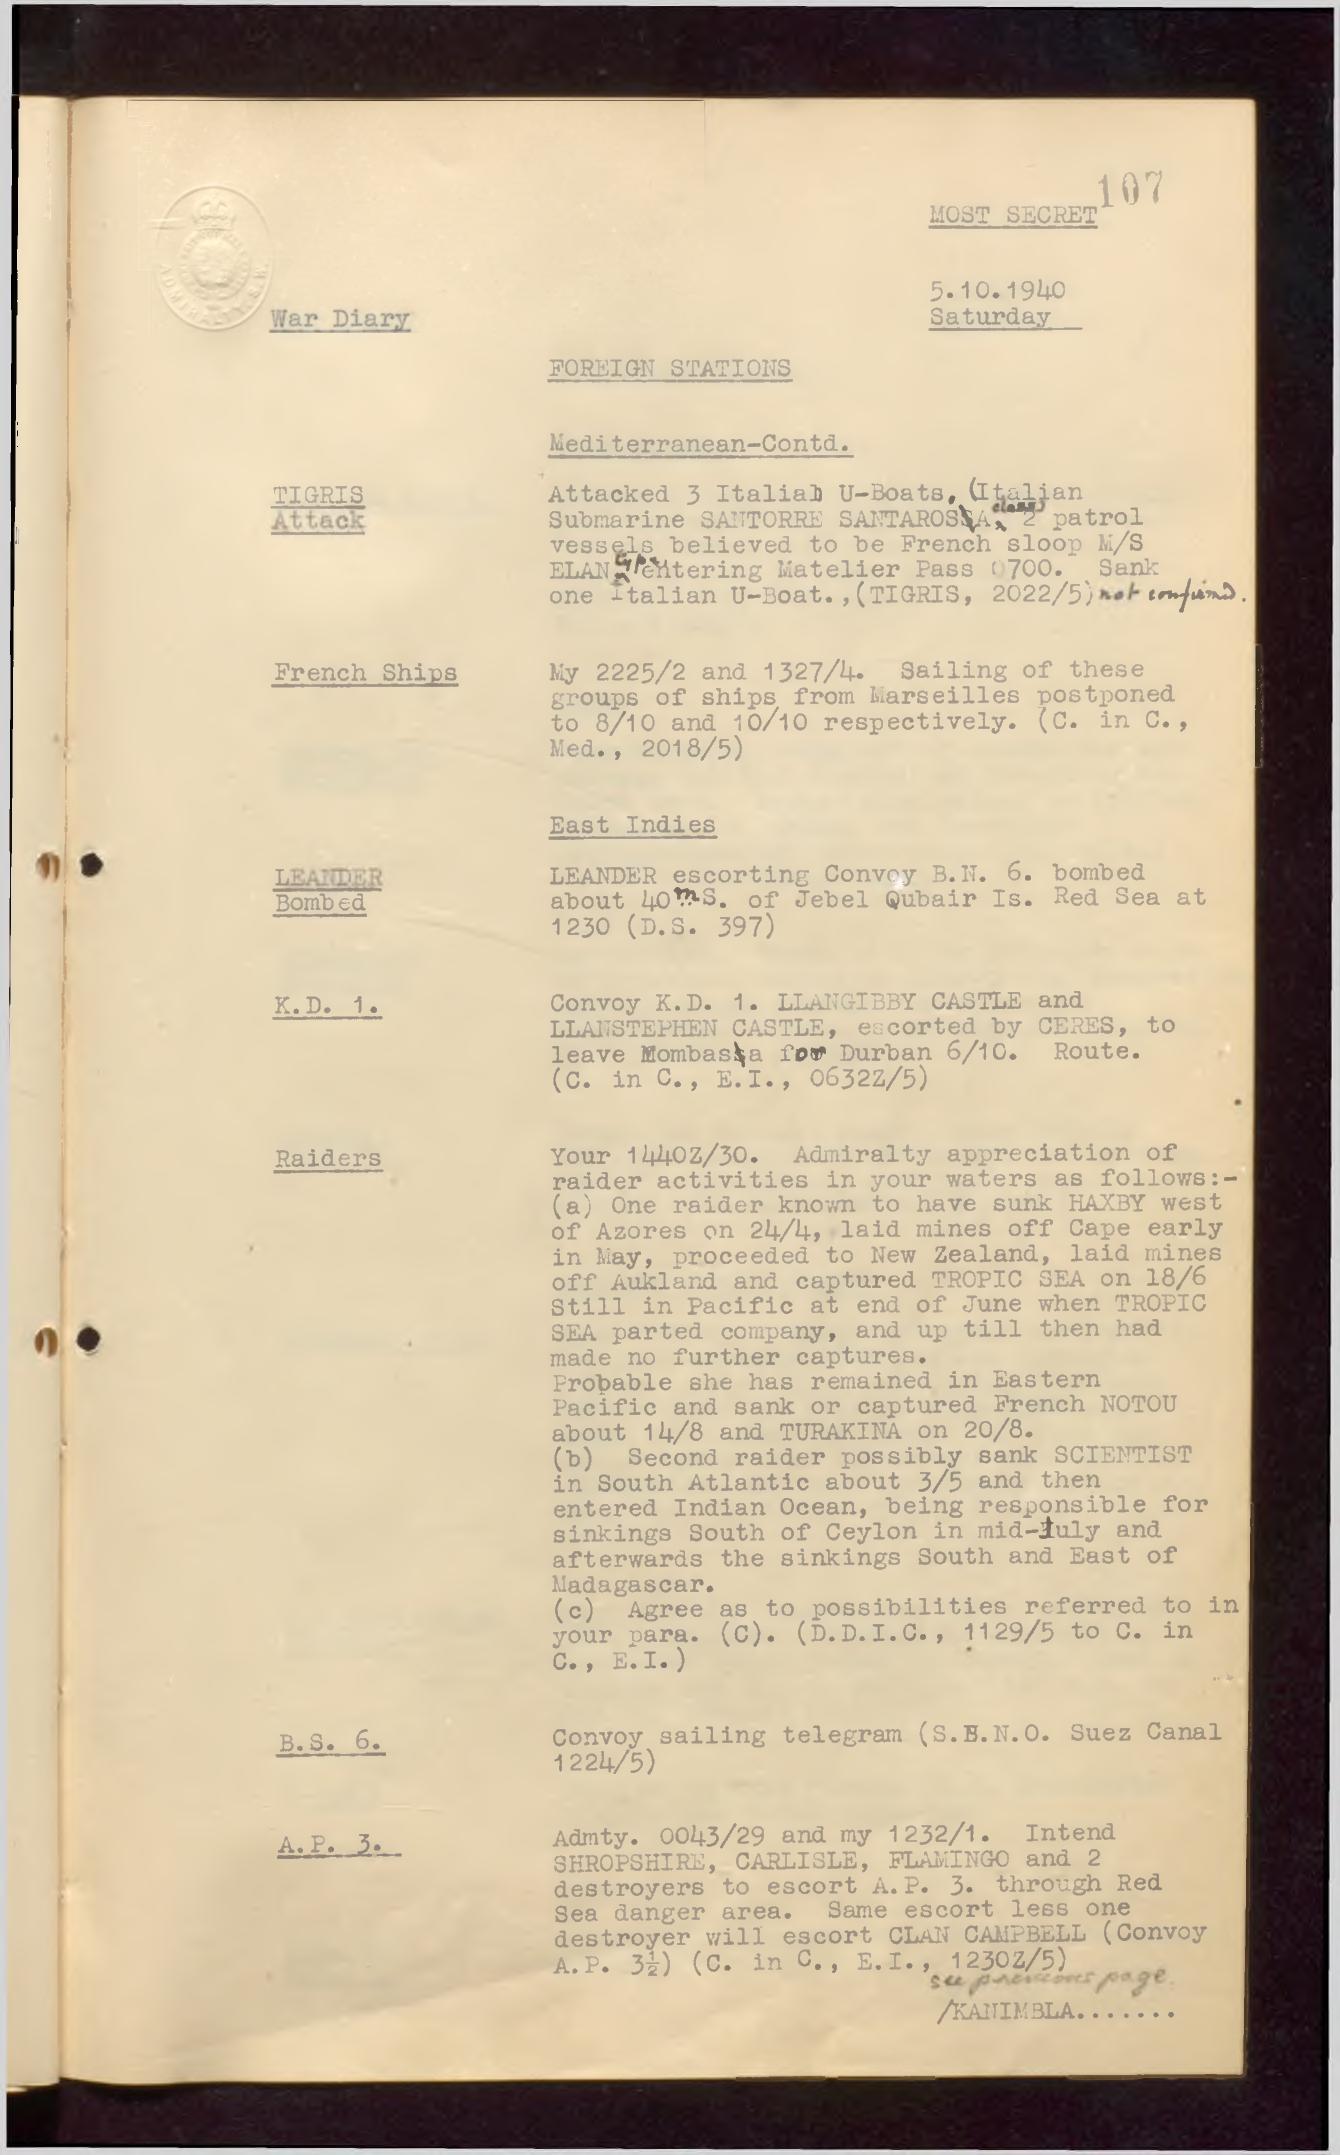 107
MOST SECRET
5.10.1940
Saturday
War Diary
FOREIGN STATIONS
Mediterranean-Contd.
TIGRIS
Attack
Attacked 3 Italian U-Boats, (Italian
Submarine SANTORRE SANTAROSA class) 2 patrol
vessels believed to be French sloop M/S
ELAN type entering Matelier Pass 0700. Sank
one Italian U-Boat.,(TIGRIS, 2022/5) not confirmed.
French Ships
My 2225/2 and 1327/4. Sailing of these
groups of ships from Marseilles postponed
to 8/10 and 10/10 respectively. (C. in C.,
Med., 2018/5)
East Indies
LEANDER
Bombed
LEANDER escorting Convoy B.N. 6. bombed
about 40m S. of Jebel Qubair Is. Red Sea at
1230 (D.S. 397)
K.D. 1.
Convoy K.D. 1. LLANGIBBY CASTLE and
LLANSTEPHEN CASTLE, escorted by CERES, to
leave Mombasa for Durban 6/10. Route.
(C. in C., E.I., 0632Z/5)
Raiders
Your 1440Z/30. Admiralty appreciation of
raider activities in your waters as follows:-
(a) One raider known to have sunk HAXBY west
of Azores on 24/4, laid mines off Cape early
in May, proceeded to New Zealand, laid mines
off Aukland and captured TROPIC SEA on 18/6
Still in Pacific at end of June when TROPIC
SEA parted company, and up till then had
made no further captures.
Probable she has remained in Eastern
Pacific and sank or captured French NOTOU
about 14/8 and TURAKINA on 20/8.
(b) Second raider possibly sank SCIENTIST
in South Atlantic about 3/5 and then
entered Indian Ocean, being responsible for
sinkings South of Ceylon in mid-July and
afterwards the sinkings South and East of
Madagascar.
(c) Agree as to possibilities referred to in
your para. (C). (D.D.I.C., 1129/5 to C. in
C., E.I.)
B.S. 6.
Convoy sailing telegram (S.B.N.O. Suez Canal
1224/5)
A.P. 3.
Admty. 0043/29 and my 1232/1. Intend
SHROPSHIRE, CARLISLE, FLAMINGO and 2
destroyers to escort A.P. 3. through Red
Sea danger area. Same escort less one
destroyer will escort CLAN CAMPBELL (Convoy
A.P. 3½) (C. in C., E.I., 1230Z/5)
see previous page.
/KANIMBLA.......